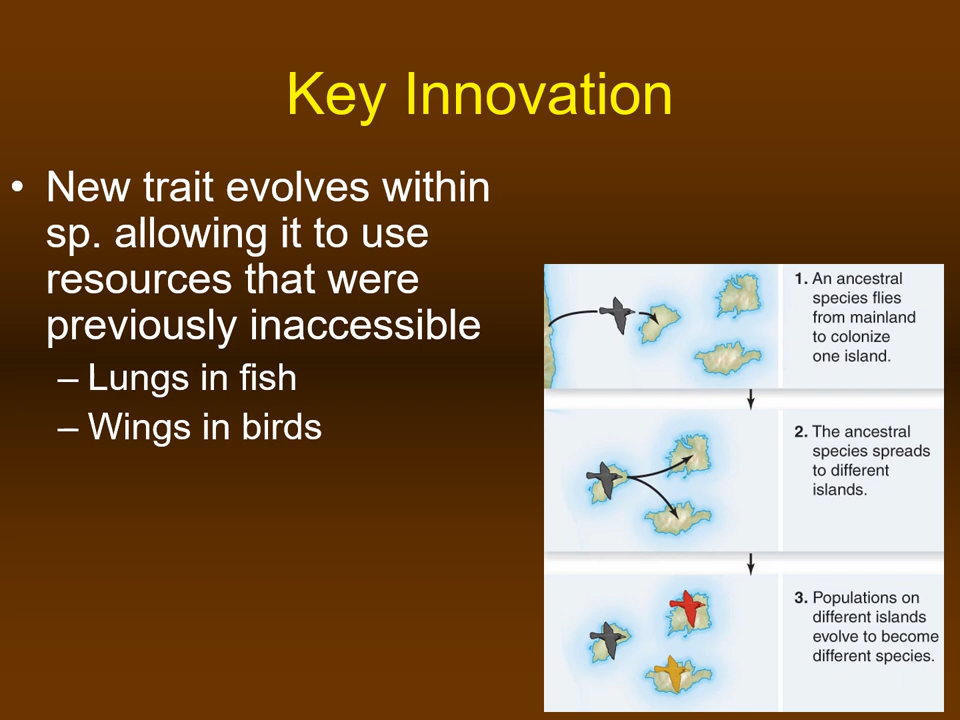 Key Innovation
• New trait evolves within
sp. allowing it to use
resources that were
previously inaccessible
– Lungs in fish
– Wings in birds
1. An ancestral
species flies
from mainland
to colonize
one island.
2. The ancestral
species spreads
to different
islands.
3. Populations on
different islands
evolve to become
different species.